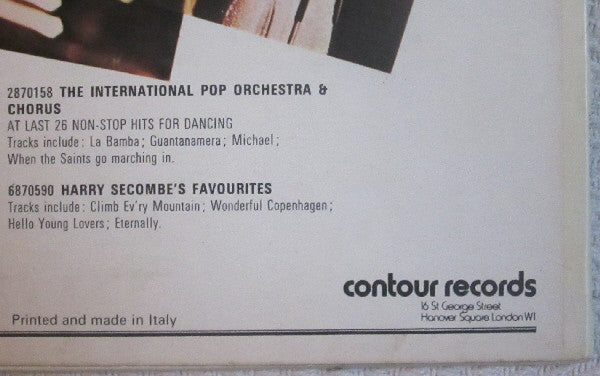 2870158 THE INTERNATIONAL POP ORCHESTRA &
CHORUS
AT LAST 26 NON-STOP HITS FOR DANCING
Tracks include: La Bamba; Guantanamera; Michael;
When the Saints go marching in.
6870590 HARRY SECOMBE'S FAVOURITES
Tracks include: Climb Ev'ry Mountain; Wonderful Copenhagen;
Hello Young Lovers; Eternally.
contour records
16 St George Street
Hanover Square London W1
Printed and made in Italy